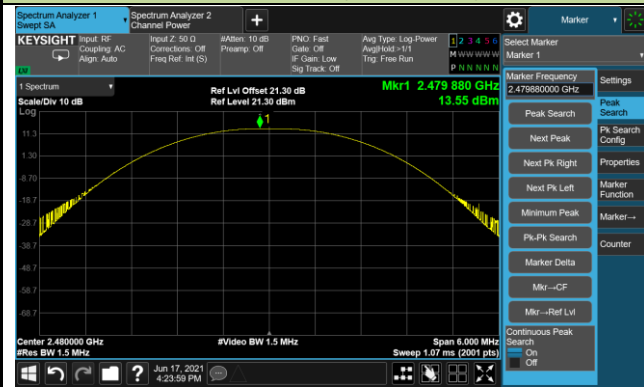 Spectrum Analyzer 1
Swept SA
Spectrum Analyzer 2
Channel Power
Marker
KEYSIGHT
Input: RF
Coupling: AC
Align: Auto
Input Z: 50 Ω
Corrections: Off
Freq Ref: Int (S)
#Atten: 10 dB
Preamp: Off
PNO: Fast
Gate: Off
IF Gain: Low
Sig Track: Off
Avg Type: Log-Power
Avg|Hold:>1/1
Trig: Free Run
1 2 3 4 5 6
M W W W W W
P N N N N N
LXI
Select Marker
Marker 1
1 Spectrum
Scale/Div 10 dB
Log
Ref Lvl Offset 21.30 dB
Ref Level 21.30 dBm
Mkr1 2.479 880 GHz
13.55 dBm
1
11.3
1.30
-8.70
-18.7
-28.7
-38.7
-48.7
-58.7
-68.7
Center 2.480000 GHz
#Res BW 1.5 MHz
#Video BW 1.5 MHz
Span 6.000 MHz
Sweep 1.07 ms (2001 pts)
Marker Frequency
2.479880000 GHz
Peak Search
Next Peak
Next Pk Right
Next Pk Left
Minimum Peak
Pk-Pk Search
Marker Delta
Mkr→CF
Mkr→Ref Lvl
Continuous Peak
Search
On
Off
Settings
Peak
Search
Pk Search
Config
Properties
Marker
Function
Marker→
Counter
Jun 17, 2021
4:23:59 PM